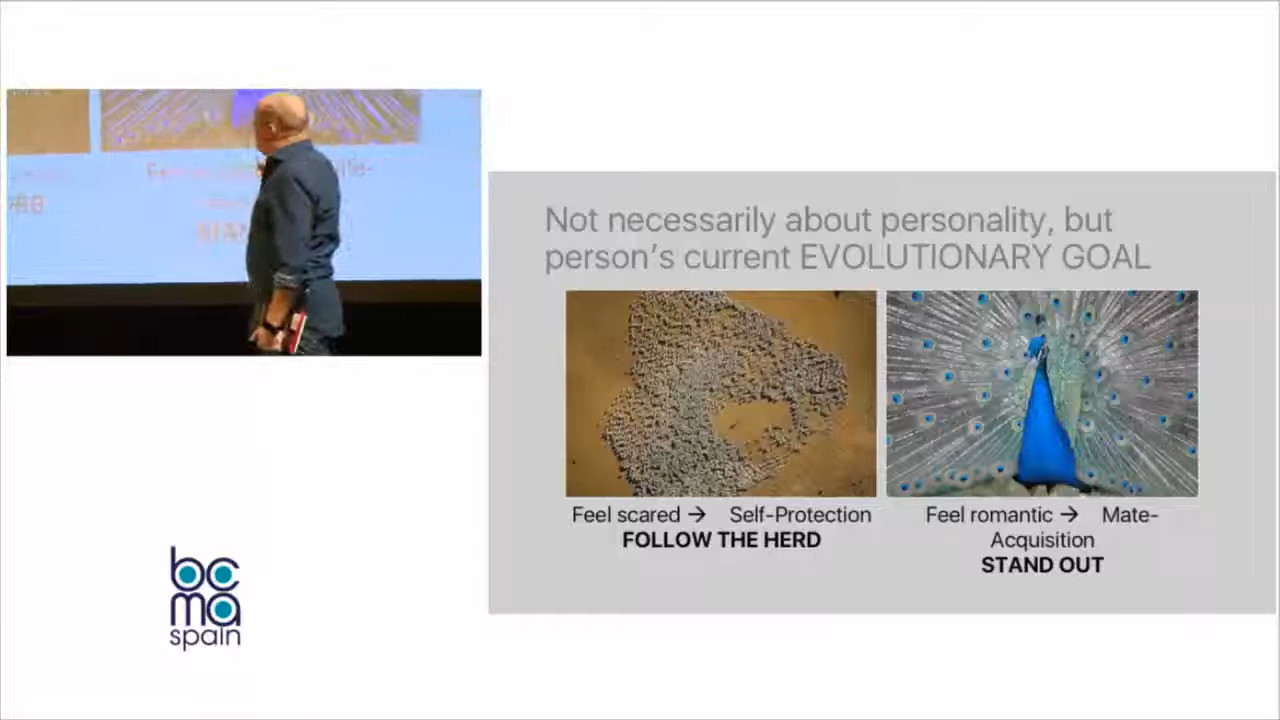 Not necessarily about personality, but
person's current EVOLUTIONARY GOAL
Feel scared → Self-Protection
FOLLOW THE HERD
Feel romantic → Mate-
Acquisition
STAND OUT
bc
ma
spain